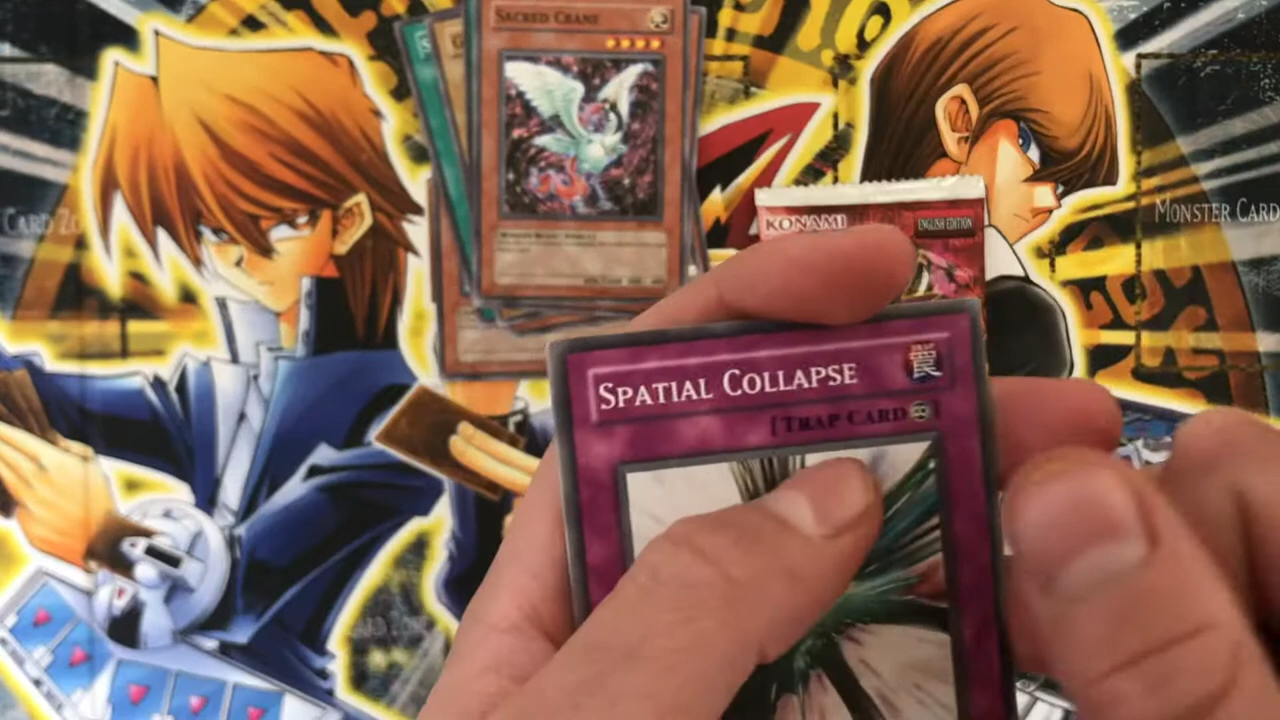 SACRED CRANE
CARD ZO
MONSTER CARD
KONAMI
ENGLISH EDITION
SPATIAL COLLAPSE
罠
[TRAP CARD